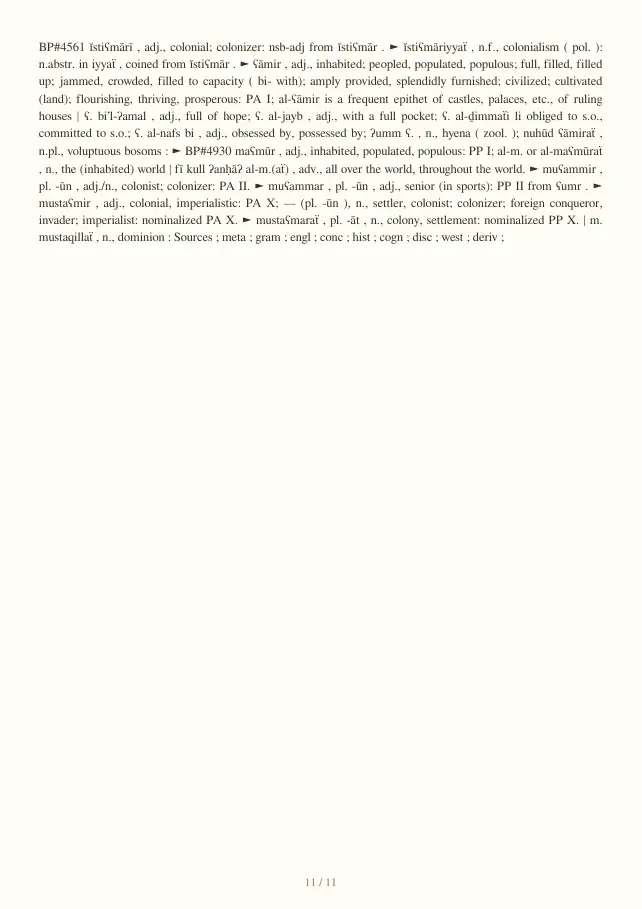 BP#4561 ĭstiʕmārī , adj., colonial; colonizer: nsb-adj from ĭstiʕmār . ► ĭstiʕmāriyyaẗ , n.f., colonialism ( pol. ):
n.abstr. in iyyaẗ , coined from ĭstiʕmār . ► ʕāmir , adj., inhabited; peopled, populated, populous; full, filled, filled
up; jammed, crowded, filled to capacity ( bi- with); amply provided, splendidly furnished; civilized; cultivated
(land); flourishing, thriving, prosperous: PA I; al-ʕāmir is a frequent epithet of castles, palaces, etc., of ruling
houses | ʕ. bi’l-ʔamal , adj., full of hope; ʕ. al-jayb , adj., with a full pocket; ʕ. al-ḏimmaẗi li obliged to s.o.,
committed to s.o.; ʕ. al-nafs bi , adj., obsessed by, possessed by; ʔumm ʕ. , n., hyena ( zool. ); nuhūd ʕāmiraẗ ,
n.pl., voluptuous bosoms : ► BP#4930 maʕmūr , adj., inhabited, populated, populous: PP I; al-m. or al-maʕmūraẗ
, n., the (inhabited) world | fī kull ʔanḥāʔ al-m.(aẗ) , adv., all over the world, throughout the world. ► muʕammir ,
pl. -ūn , adj./n., colonist; colonizer: PA II. ► muʕammar , pl. -ūn , adj., senior (in sports): PP II from ʕumr . ►
mustaʕmir , adj., colonial, imperialistic: PA X; — (pl. -ūn ), n., settler, colonist; colonizer; foreign conqueror,
invader; imperialist: nominalized PA X. ► mustaʕmaraẗ , pl. -āt , n., colony, settlement: nominalized PP X. | m.
mustaqillaẗ , n., dominion : Sources ; meta ; gram ; engl ; conc ; hist ; cogn ; disc ; west ; deriv ;
11 / 11